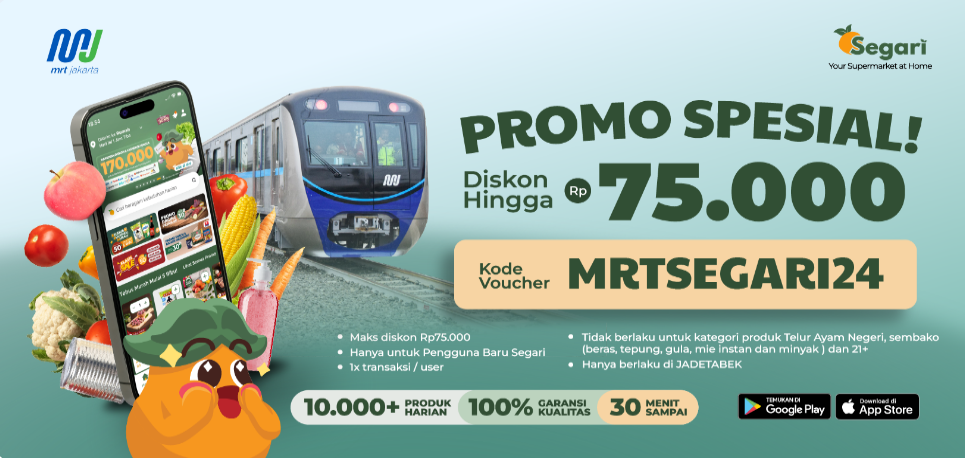 mrt jakarta
Segari
Your Supermarket at Home
PROMO SPESIAL!
Diskon
Hingga
Rp
75.000
Kode
Voucher
MRTSEGARI24
170.000
Maks diskon Rp75.000
Hanya untuk Pengguna Baru Segari
1x transaksi / user
Tidak berlaku untuk kategori produk Telur Ayam Negeri, sembako
(beras, tepung, gula, mie instan dan minyak ) dan 21+
Hanya berlaku di JADETABEK
10.000+ PRODUK
HARIAN
100% GARANSI
KUALITAS
30 MENIT
SAMPAI
TEMUKAN DI
Google Play
Download di
App Store